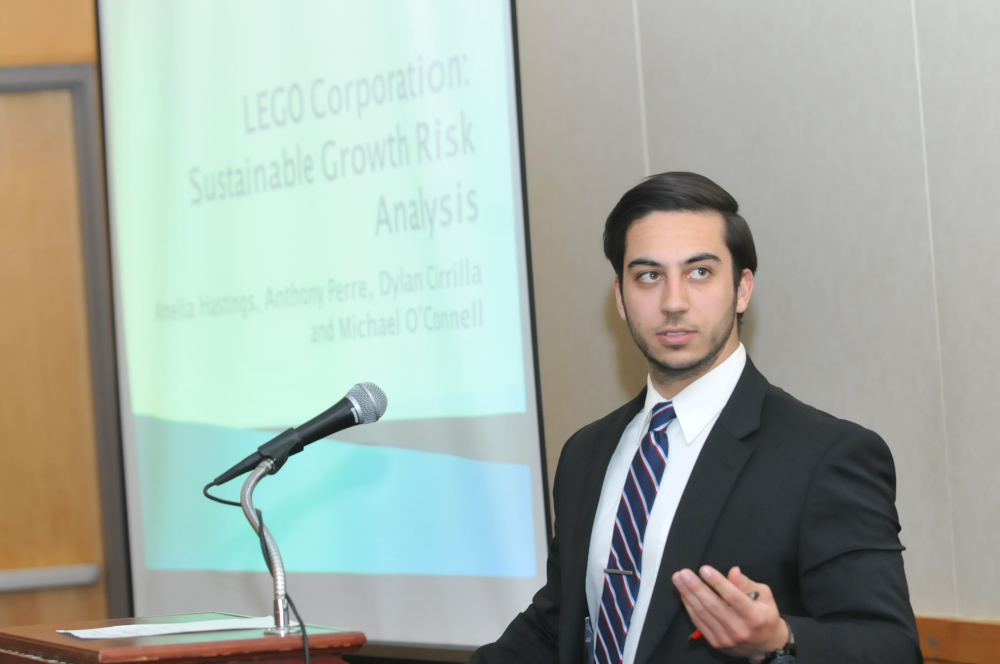 LEGO Corporation:
Sustainable Growth Risk
Analysis
Amelia Hastings, Anthony Perre, Dylan Cirrilla
and Michael O'Connell